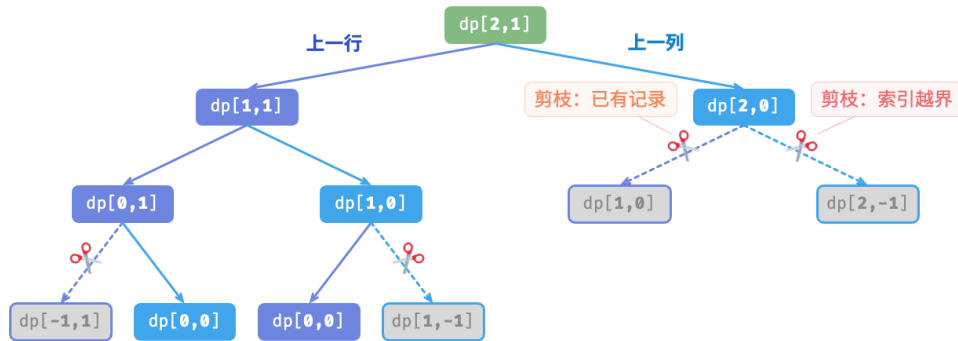 dp[2,1]
上一行
上一列
dp[1,1]
剪枝：已有记录
dp[2,0]
剪枝：索引越界
dp[0,1]
dp[1,0]
dp[1,0]
dp[2,-1]
dp[-1,1]
dp[0,0]
dp[0,0]
dp[1,-1]